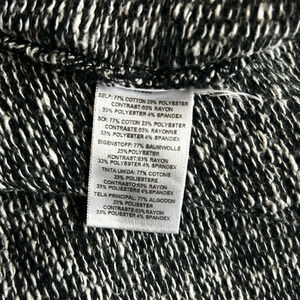 SELF: 77% COTTON 23% POLYESTER
CONTRAST:63% RAYON
33% POLYESTER 4% SPANDEX
SOI: 77% COTON 23% POLYESTER
CONTRASTE:63% RAYONNE
33% POLYESTER 4% SPANDEX
EIGENSTOFF: 77% BAUMWOLLE
23%POLYESTER
KONTRAST:63% RAYON
33% POLYESTER 4% SPANDEX
TINTA UNIDA: 77% COTONE
23% POLIESTERE
CONTRASTO:63% RAYON
33% POLIESTERE 4% SPANDEX
TELA PRINCIPAL: 77% ALGODON
23% POLIESTER
CONTRASTE:63% RAYON
33% POLIESTER 4% SPANDEX